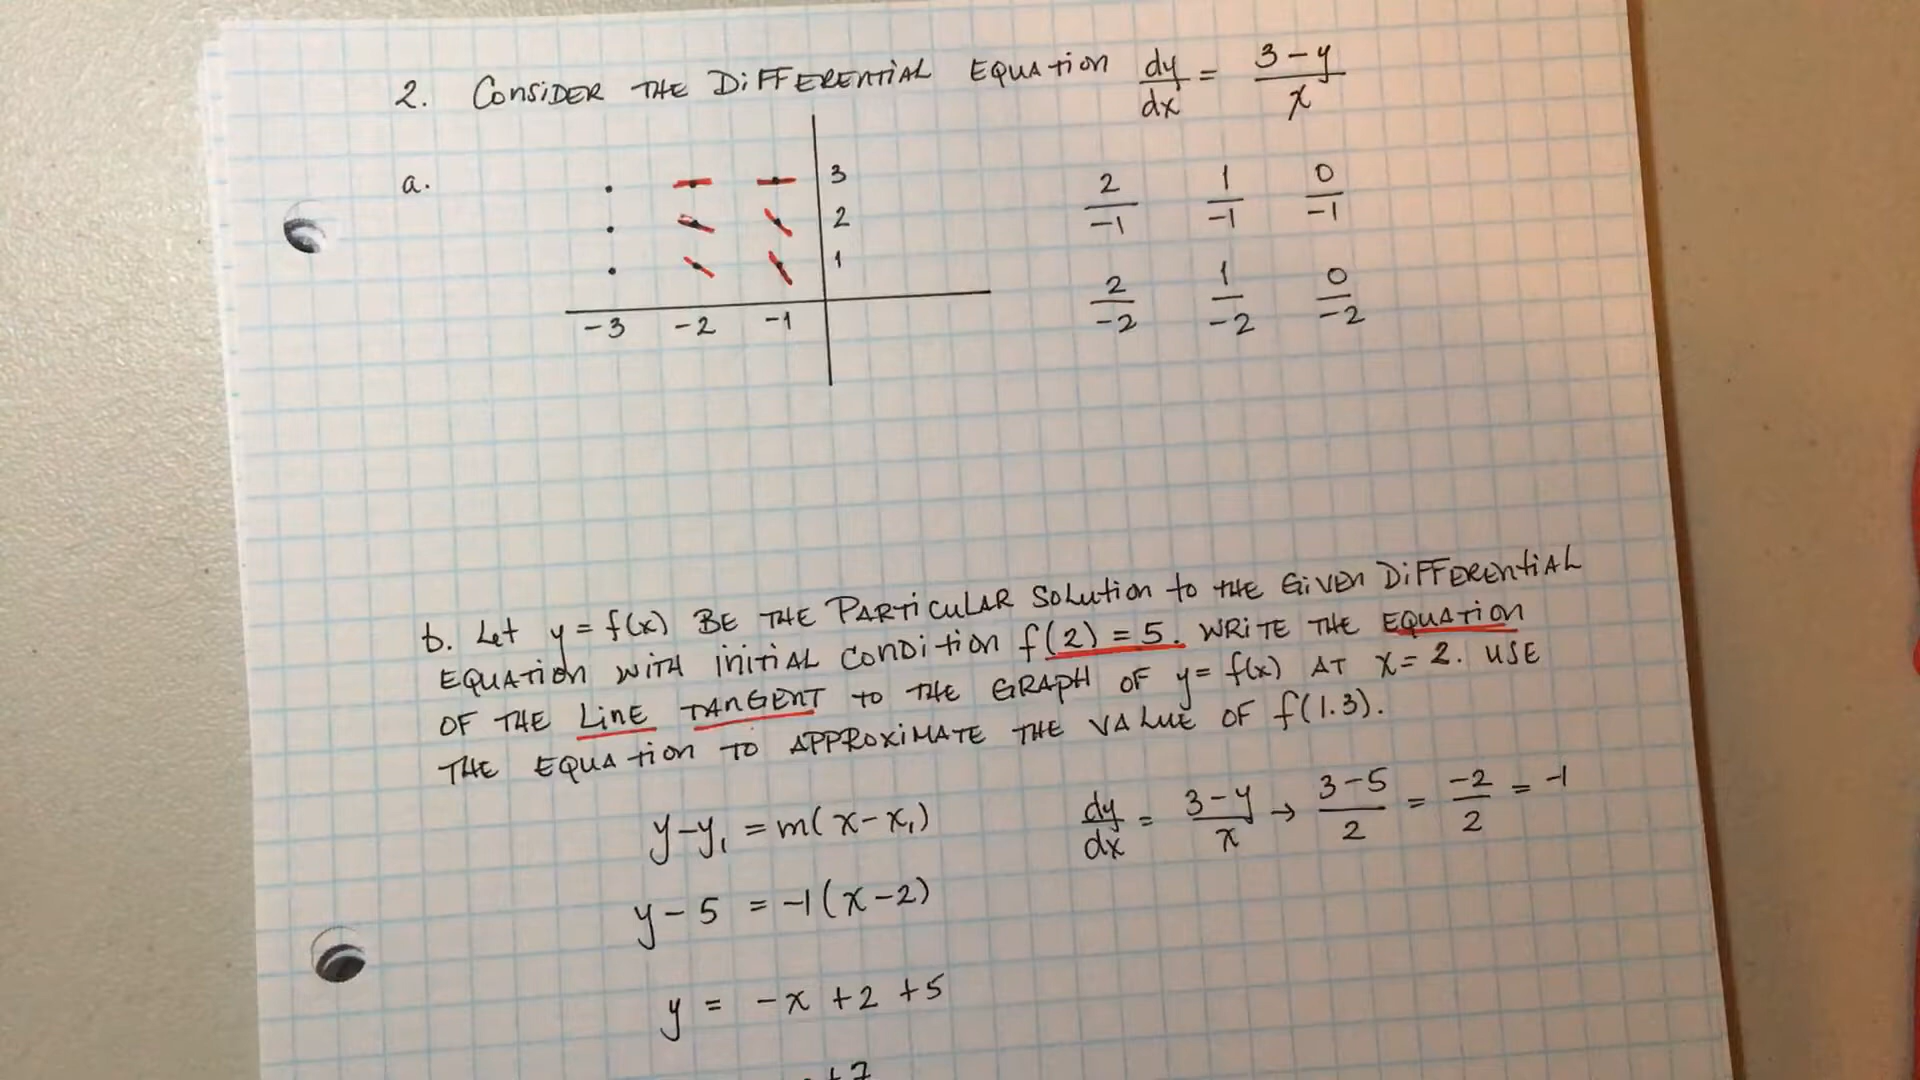 2. CONSIDER THE DIFFERENTIAL EQUATION dy/dx = (3-y)/x
a.
3
2
1
-3 -2 -1
2/-1 1/-1 0/-1
2/-2 1/-2 0/-2
b. Let y = f(x) BE THE PARTICULAR SOLUTION to THE GIVEN DIFFERENTIAL
EQUATION WITH INITIAL CONDITION f(2) = 5. WRITE THE EQUATION
OF THE LINE TANGENT TO THE GRAPH OF y = f(x) AT x = 2. USE
THE EQUATION TO APPROXIMATE THE VALUE OF f(1.3).
y-y₁ = m(x-x₁)
dy/dx = (3-y)/x → (3-5)/2 = -2/2 = -1
y-5 = -1(x-2)
y = -x +2 +5
+7